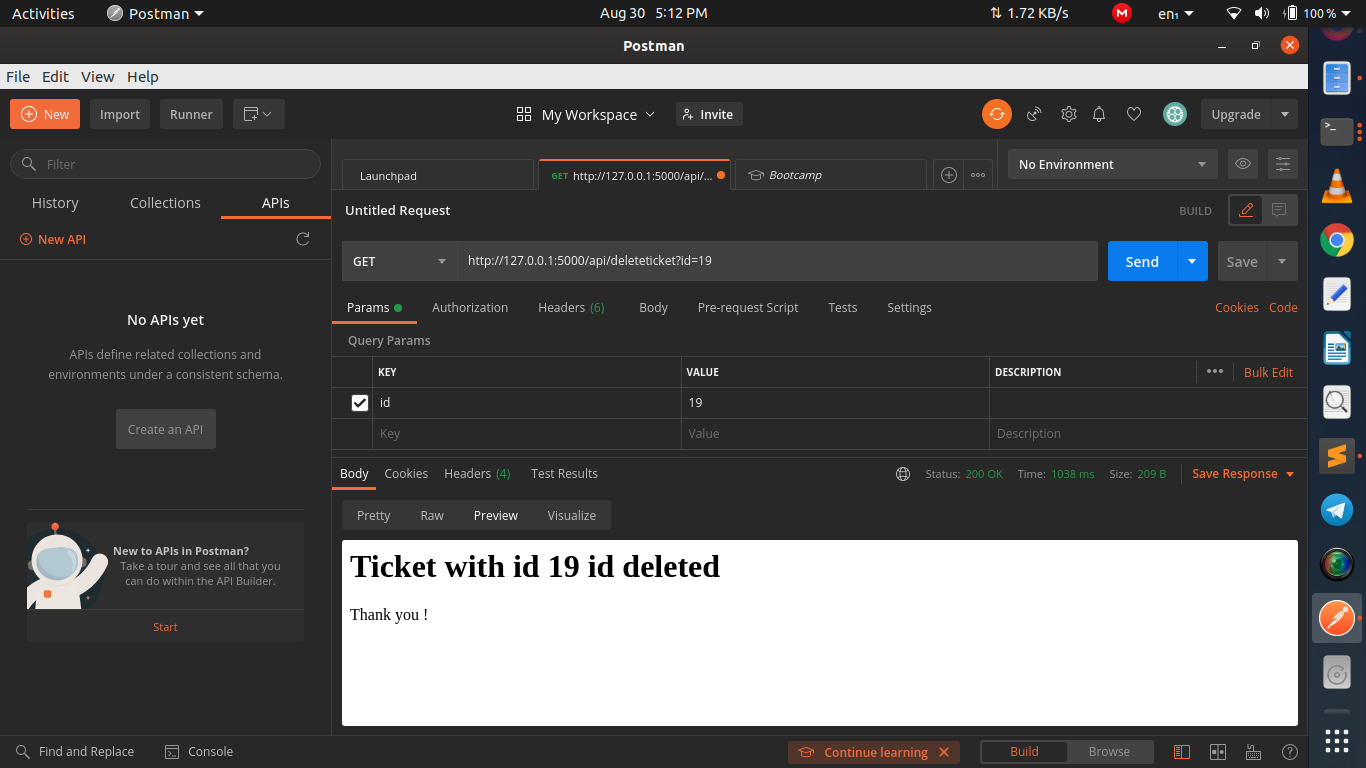 Activities Postman Aug 30 5:12 PM 1.72 KB/s M en₁ 100 %
Postman
File Edit View Help
New Import Runner My Workspace Invite Upgrade
Filter
History Collections APIs
New API
No APIs yet
APIs define related collections and
environments under a consistent schema.
Create an API
New to APIs in Postman?
Take a tour and see all that you
can do within the API Builder.
Start
Launchpad GET http://127.0.0.1:5000/api/... Bootcamp No Environment
Untitled Request BUILD
GET http://127.0.0.1:5000/api/deleteticket?id=19 Send Save
Params Authorization Headers (6) Body Pre-request Script Tests Settings Cookies Code
Query Params
KEY VALUE DESCRIPTION Bulk Edit
id 19
Key Value Description
Body Cookies Headers (4) Test Results Status: 200 OK Time: 1038 ms Size: 209 B Save Response
Pretty Raw Preview Visualize
Ticket with id 19 id deleted
Thank you !
Find and Replace Console Continue learning Build Browse